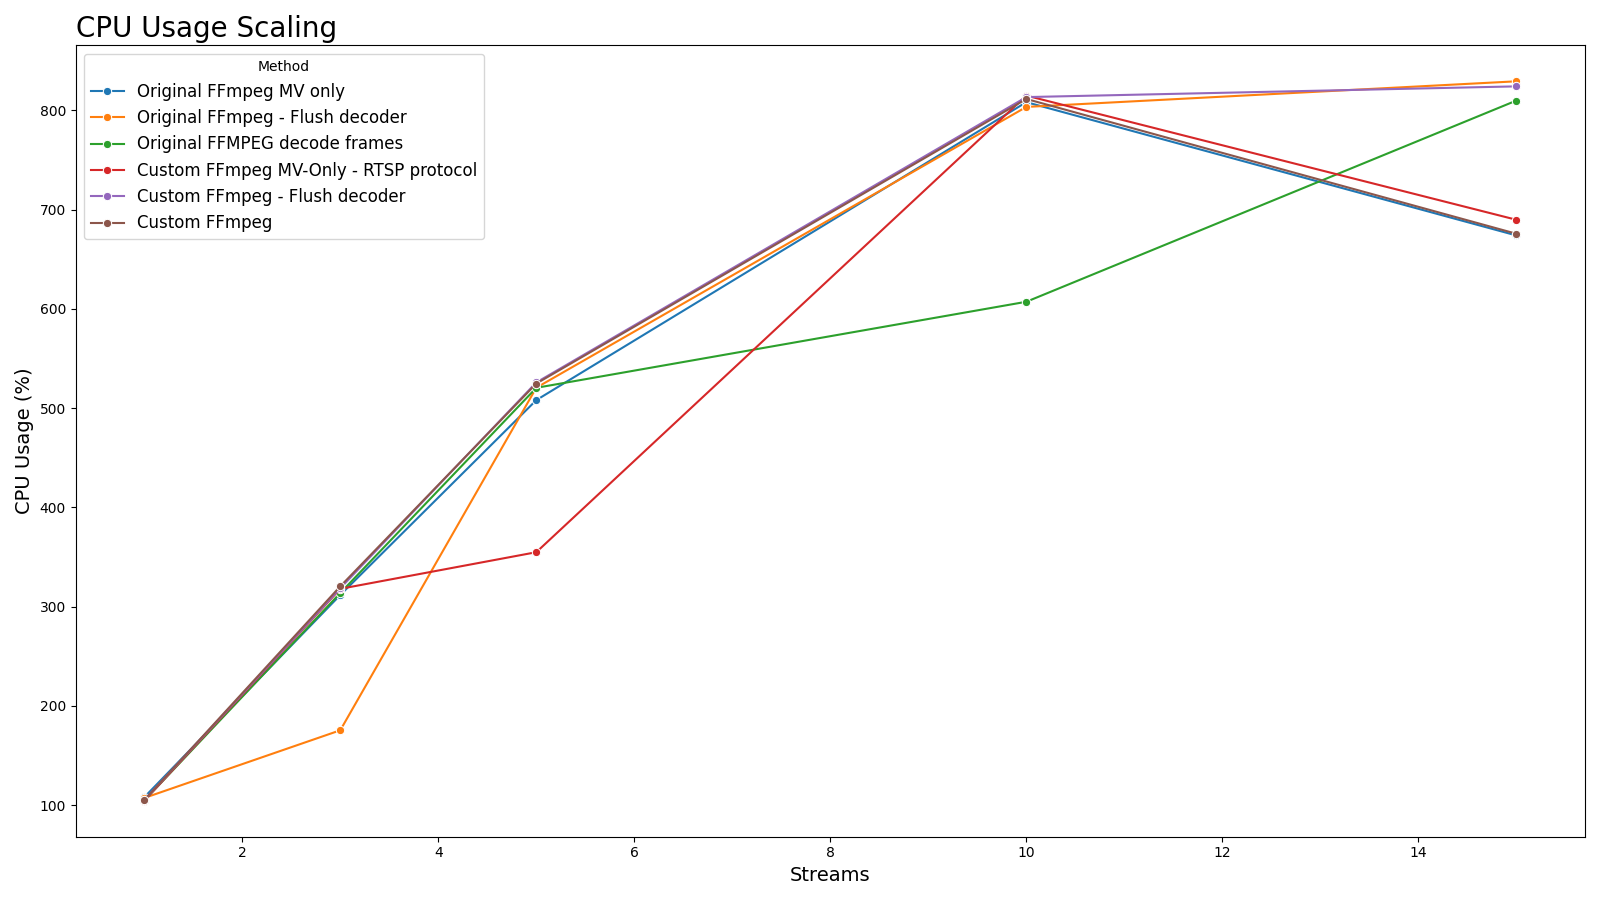 CPU Usage Scaling
Method
Original FFmpeg MV only
Original FFmpeg - Flush decoder
Original FFMPEG decode frames
Custom FFmpeg MV-Only - RTSP protocol
Custom FFmpeg - Flush decoder
Custom FFmpeg
CPU Usage (%)
800
700
600
500
400
300
200
100
2 4 6 8 10 12 14
Streams